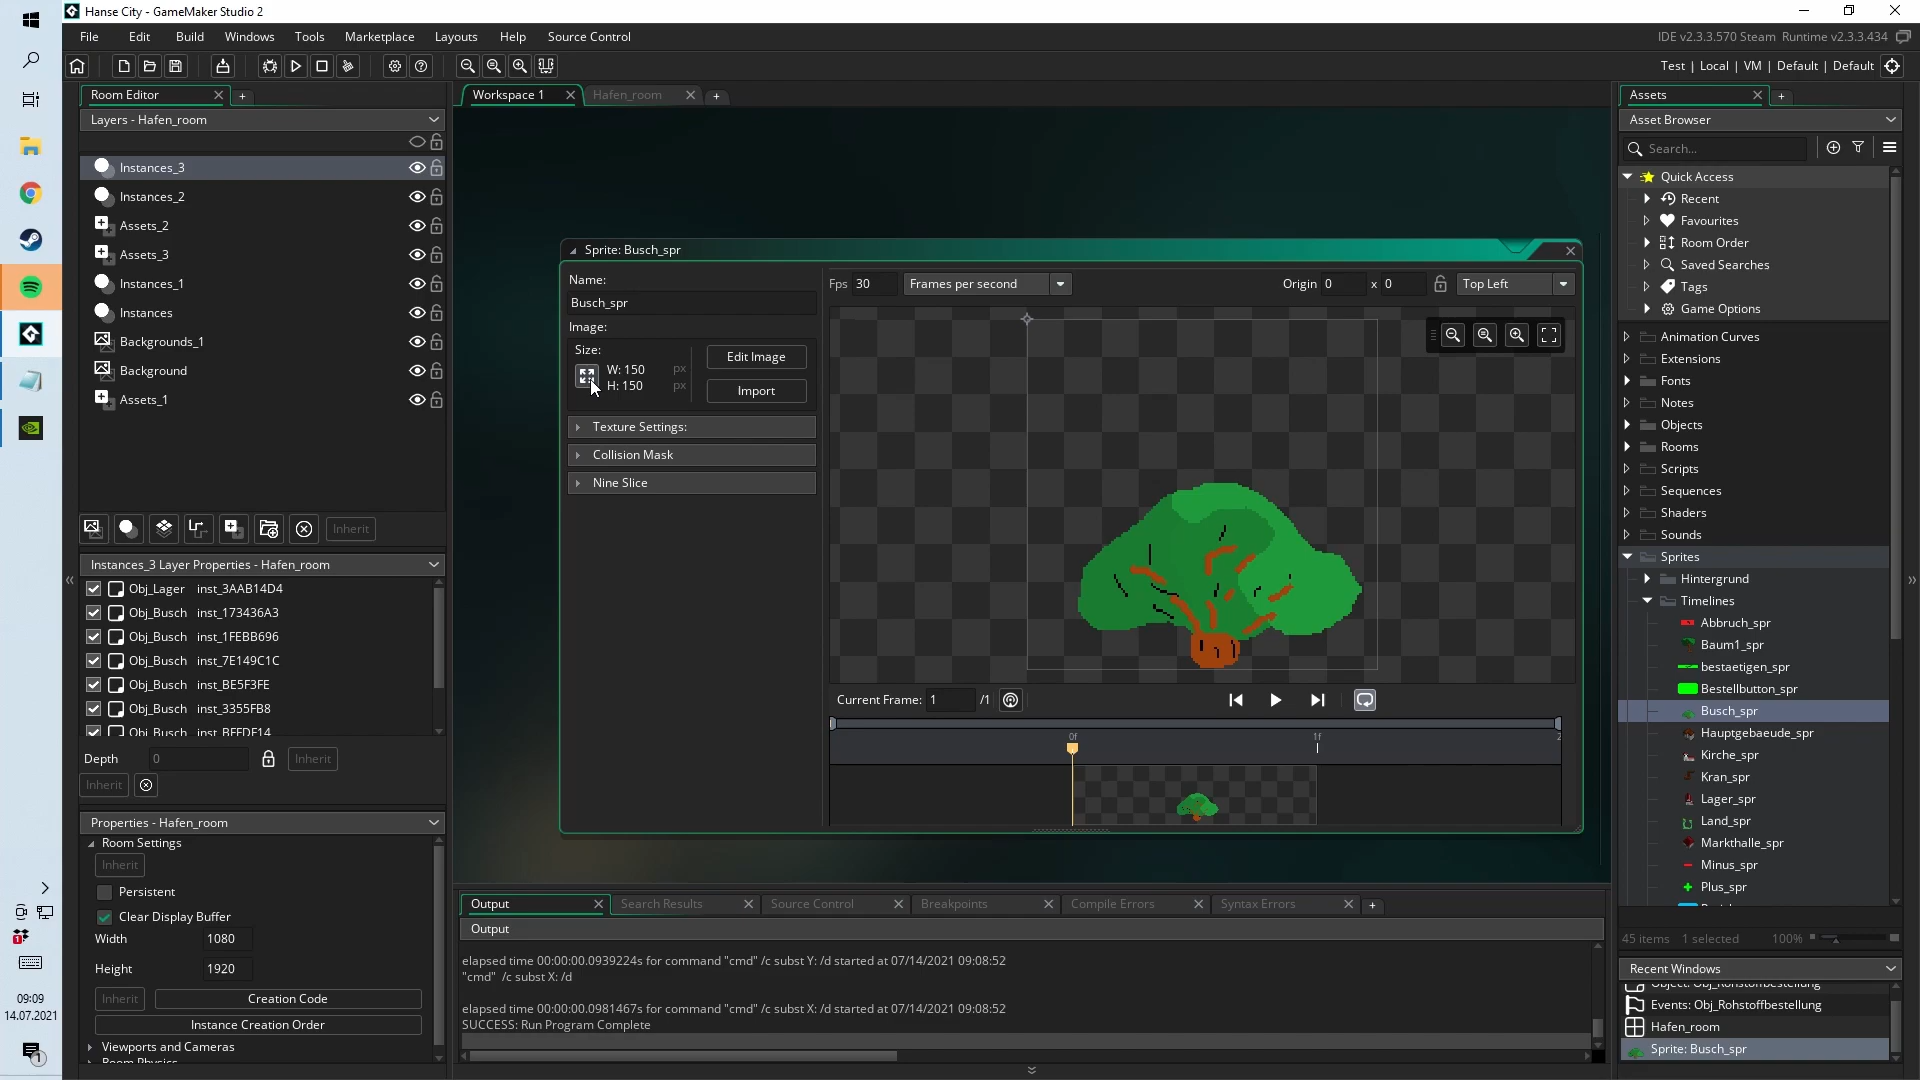 Hanse City - GameMaker Studio 2
File Edit Build Windows Tools Marketplace Layouts Help Source Control
IDE v2.3.3.570 Steam Runtime v2.3.3.434
Test | Local | VM | Default | Default
Room Editor
Layers - Hafen_room
Instances_3
Instances_2
Assets_2
Assets_3
Instances_1
Instances
Backgrounds_1
Background
Assets_1
Inherit
Instances_3 Layer Properties - Hafen_room
Obj_Lager inst_3AAB14D4
Obj_Busch inst_173436A3
Obj_Busch inst_1FEBB696
Obj_Busch inst_7E149C1C
Obj_Busch inst_BE5F3FE
Obj_Busch inst_3355FB8
Obj_Busch inst_BFFDF14
Depth 0 Inherit
Inherit
Properties - Hafen_room
Room Settings
Inherit
Persistent
Clear Display Buffer
Width 1080
Height 1920
Inherit Creation Code
Instance Creation Order
Viewports and Cameras
Room Physics
Workspace 1 Hafen_room
Sprite: Busch_spr
Name:
Busch_spr
Image:
Size:
W: 150 px
H: 150 px
Edit Image
Import
Texture Settings:
Collision Mask
Nine Slice
Fps 30 Frames per second
Origin 0 x 0 Top Left
Current Frame: 1 /1
0f 1f 2
Output Search Results Source Control Breakpoints Compile Errors Syntax Errors
Output
elapsed time 00:00:00.0939224s for command "cmd" /c subst Y: /d started at 07/14/2021 09:08:52
"cmd" /c subst X: /d
elapsed time 00:00:00.0981467s for command "cmd" /c subst X: /d started at 07/14/2021 09:08:52
SUCCESS: Run Program Complete
Assets
Asset Browser
Search...
Quick Access
Recent
Favourites
Room Order
Saved Searches
Tags
Game Options
Animation Curves
Extensions
Fonts
Notes
Objects
Rooms
Scripts
Sequences
Shaders
Sounds
Sprites
Hintergrund
Timelines
Abbruch_spr
Baum1_spr
bestaetigen_spr
Bestellbutton_spr
Busch_spr
Hauptgebaeude_spr
Kirche_spr
Kran_spr
Lager_spr
Land_spr
Markthalle_spr
Minus_spr
Plus_spr
45 items 1 selected 100%
Recent Windows
Object: Obj_Rohstoffbestellung
Events: Obj_Rohstoffbestellung
Hafen_room
Sprite: Busch_spr
1
09:09
14.07.2021
1